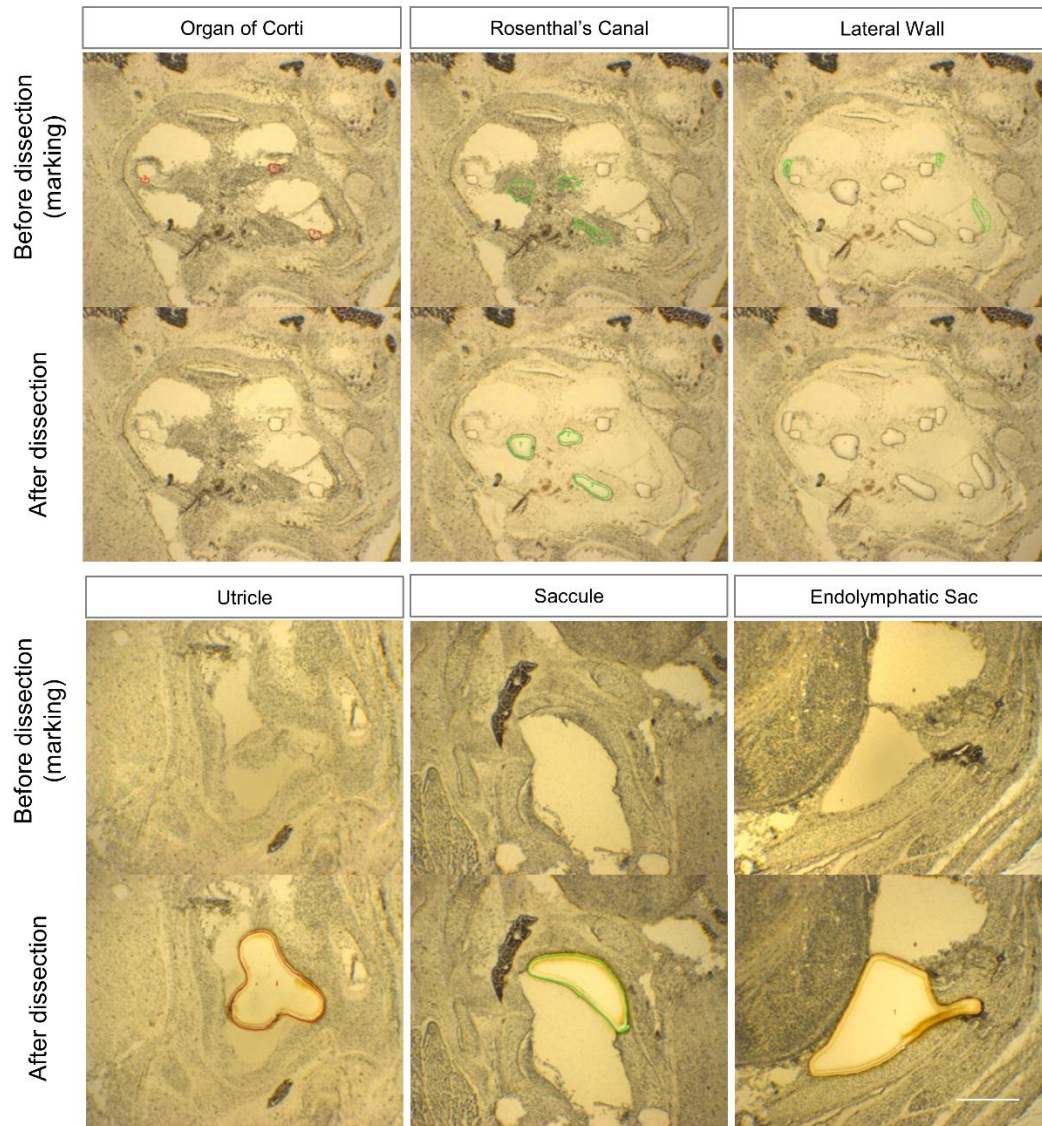 Organ of Corti
Rosenthal's Canal
Lateral Wall
Before dissection
(marking)
After dissection
Utricle
Saccule
Endolymphatic Sac
Before dissection
(marking)
After dissection